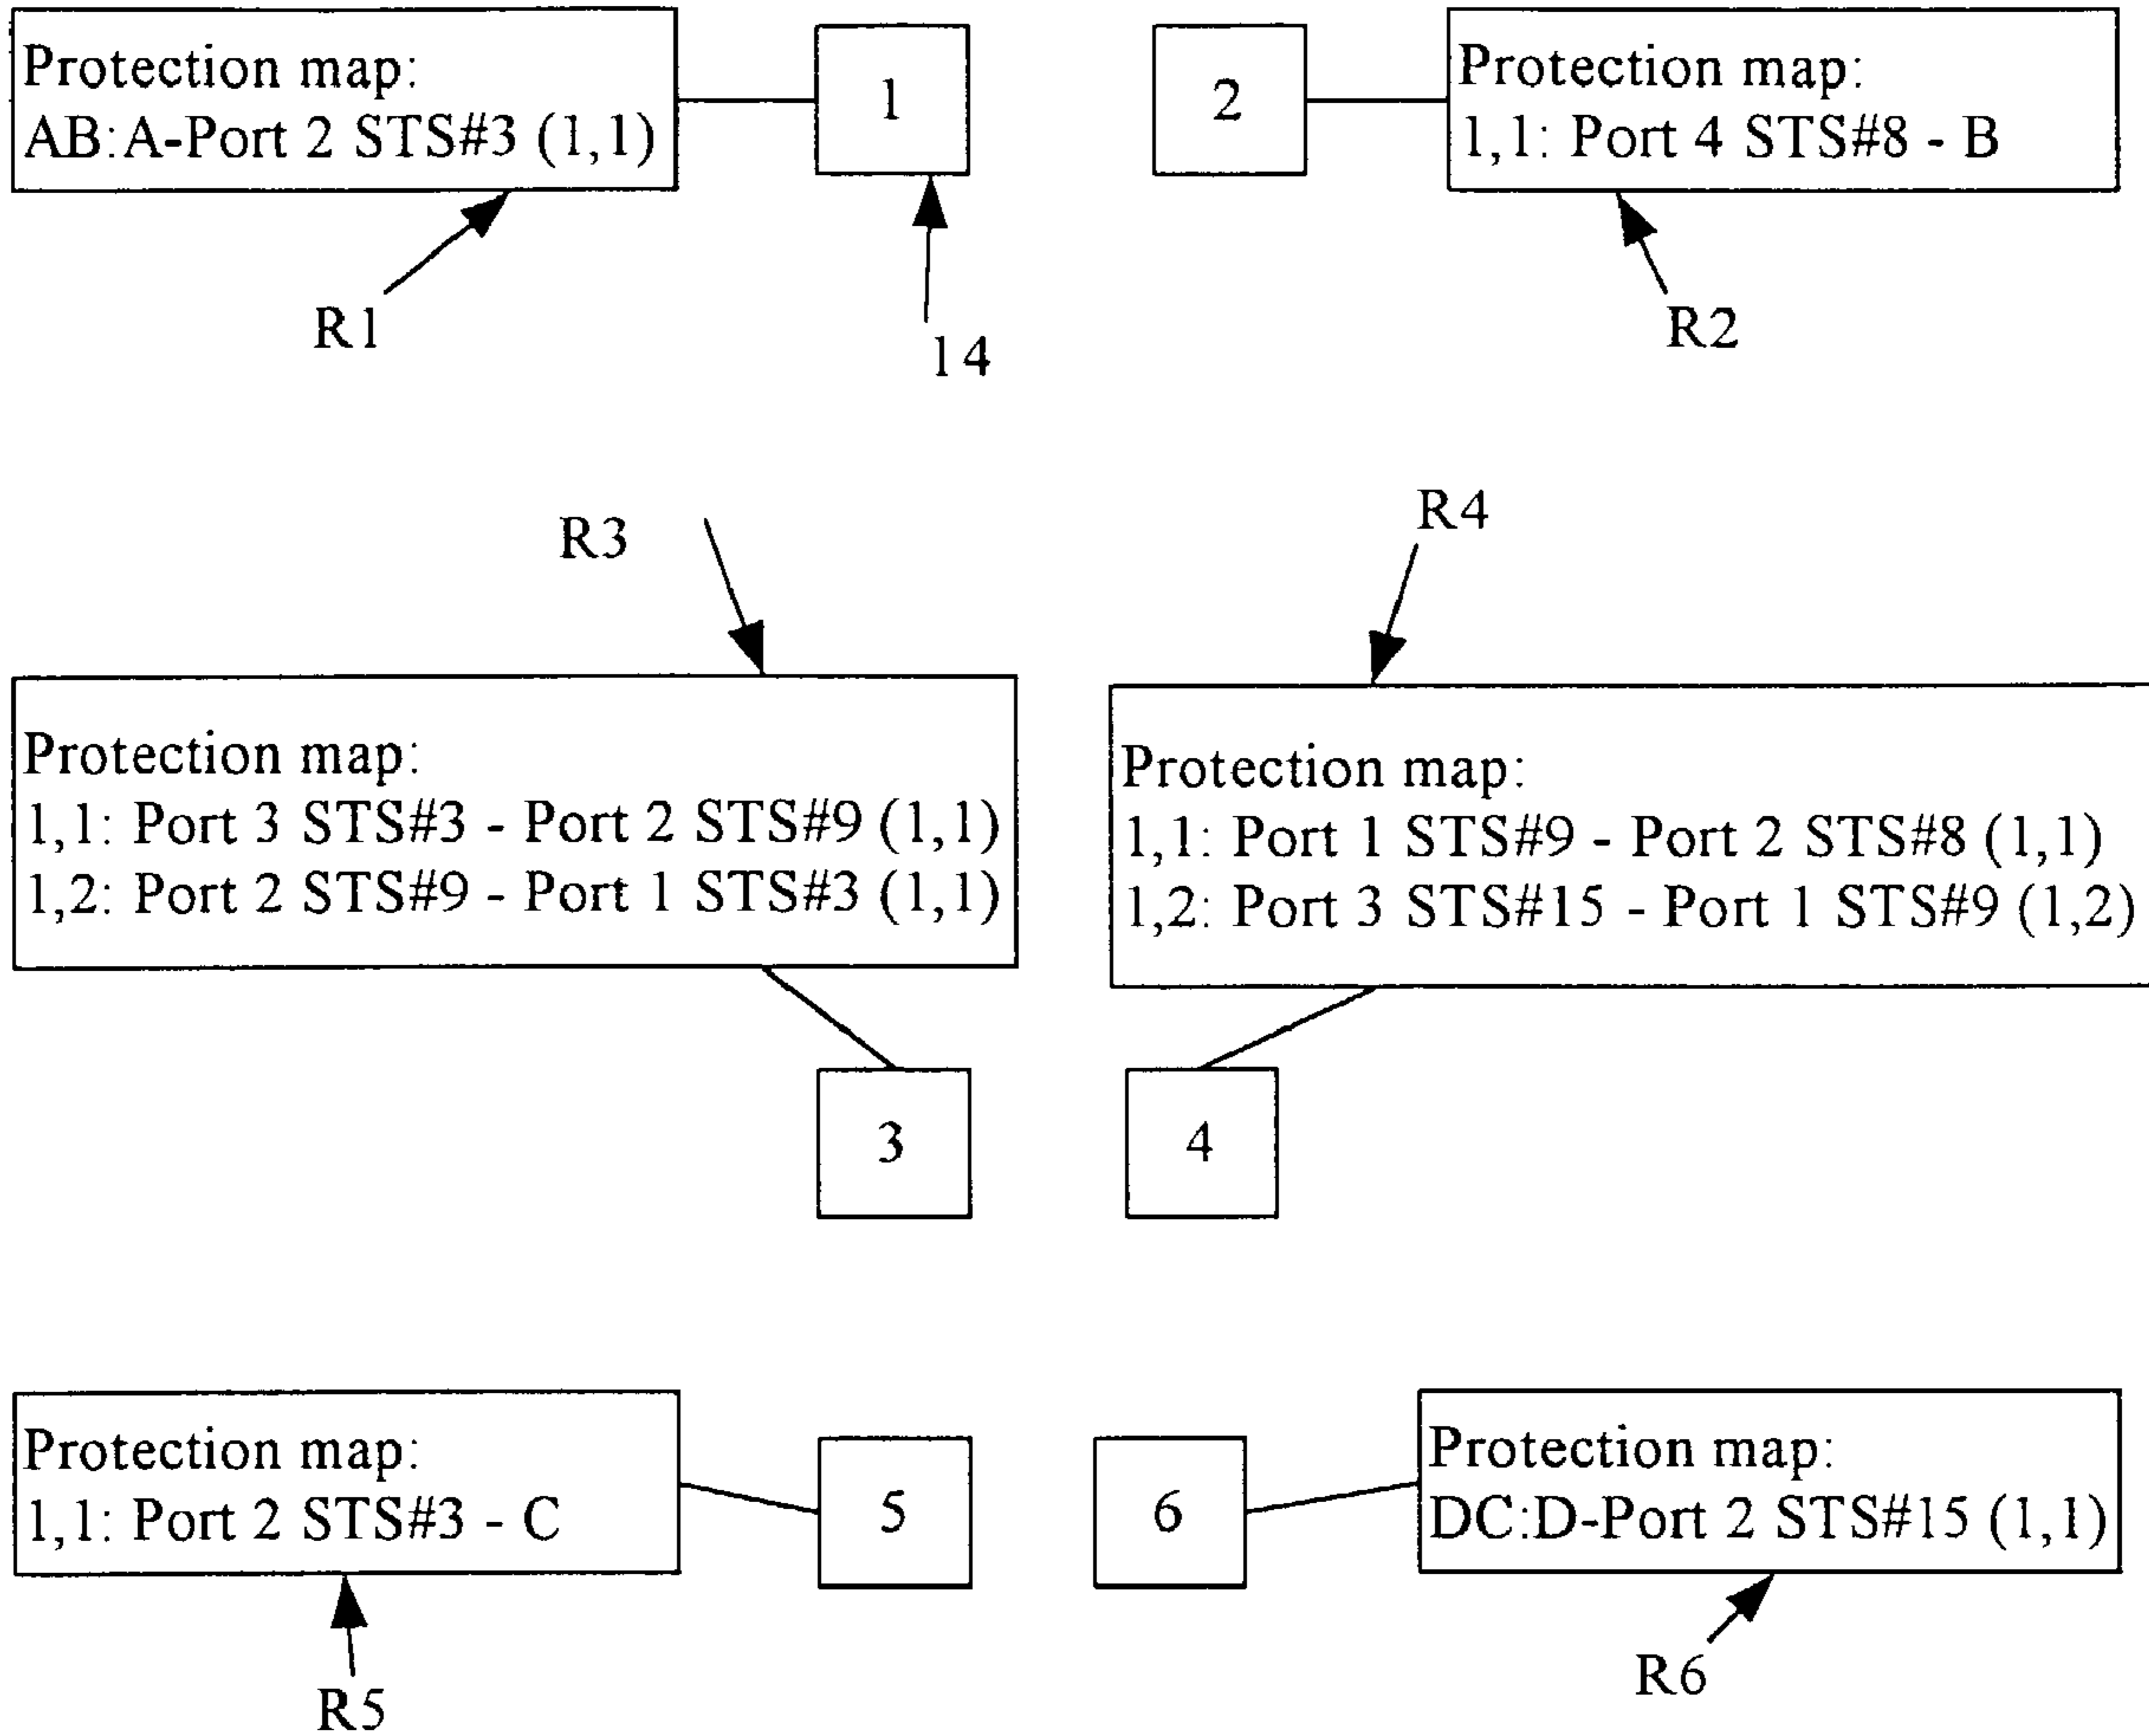 Protection map:
AB:A-Port 2 STS#3 (1,1)
1
2
Protection map:
1,1: Port 4 STS#8 - B
R1
14
R2
R3
R4
Protection map:
1,1: Port 3 STS#3 - Port 2 STS#9 (1,1)
1,2: Port 2 STS#9 - Port 1 STS#3 (1,1)
Protection map:
1,1: Port 1 STS#9 - Port 2 STS#8 (1,1)
1,2: Port 3 STS#15 - Port 1 STS#9 (1,2)
3
4
Protection map:
1,1: Port 2 STS#3 - C
5
6
Protection map:
DC:D-Port 2 STS#15 (1,1)
R5
R6